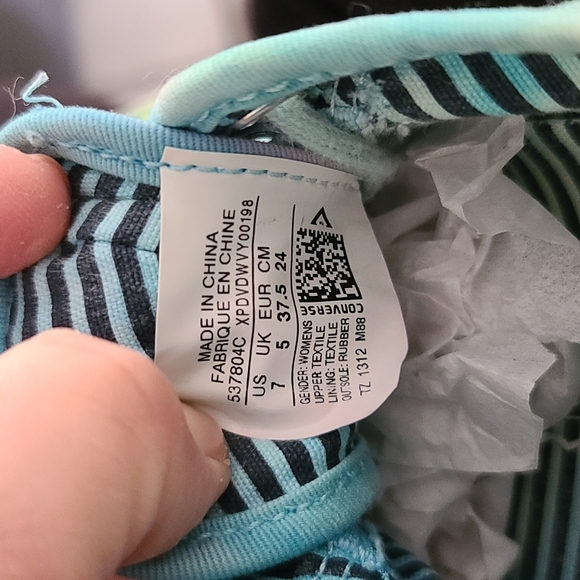 MADE IN CHINA
FABRIQUE EN CHINE
537804C XPDVDWVYY00198
US UK EUR CM
7 5 37.5 24
CONVERSE
GENDER: WOMENS
UPPER TEXTILE
LINING: TEXTILE
OUTSOLE: RUBBER
TZ 1312 M88